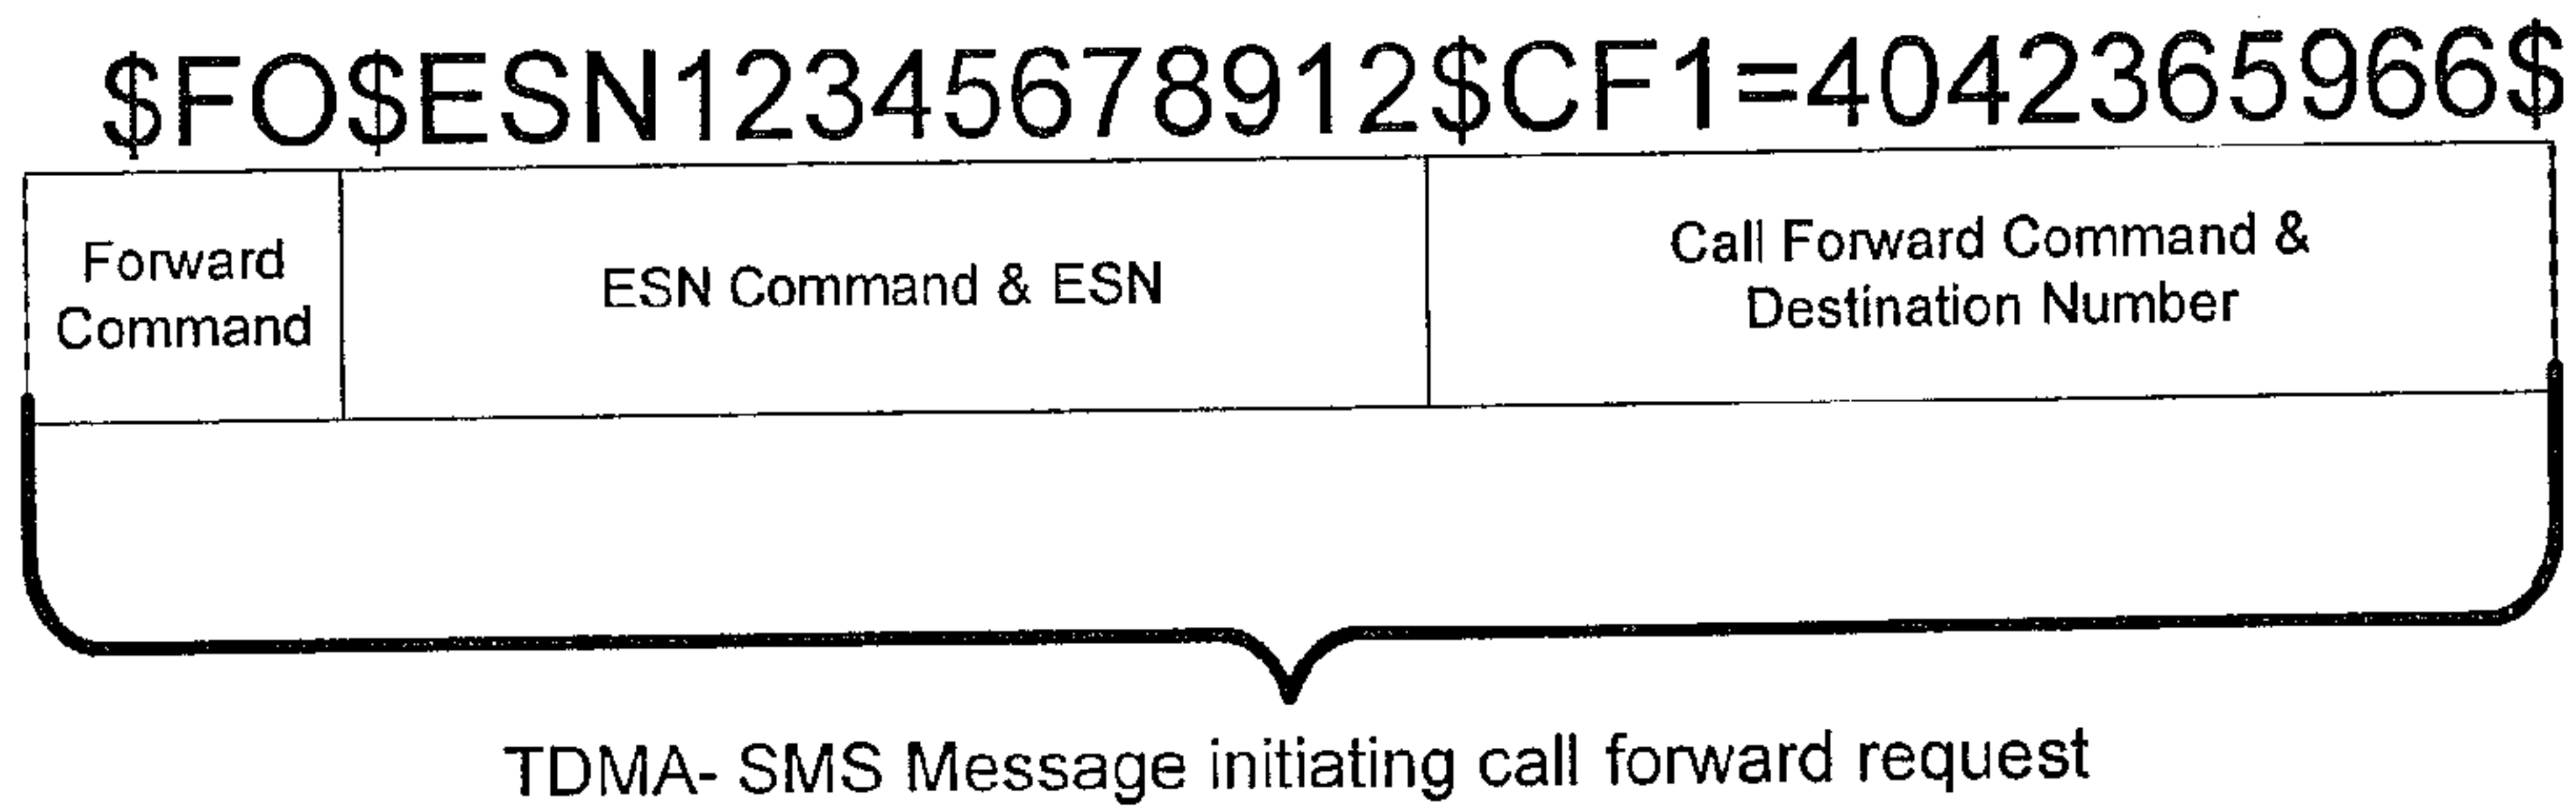 $FO$ESN12345678912$CF1=4042365966$
Forward
Command
ESN Command & ESN
Call Forward Command &
Destination Number
TDMA- SMS Message initiating call forward request